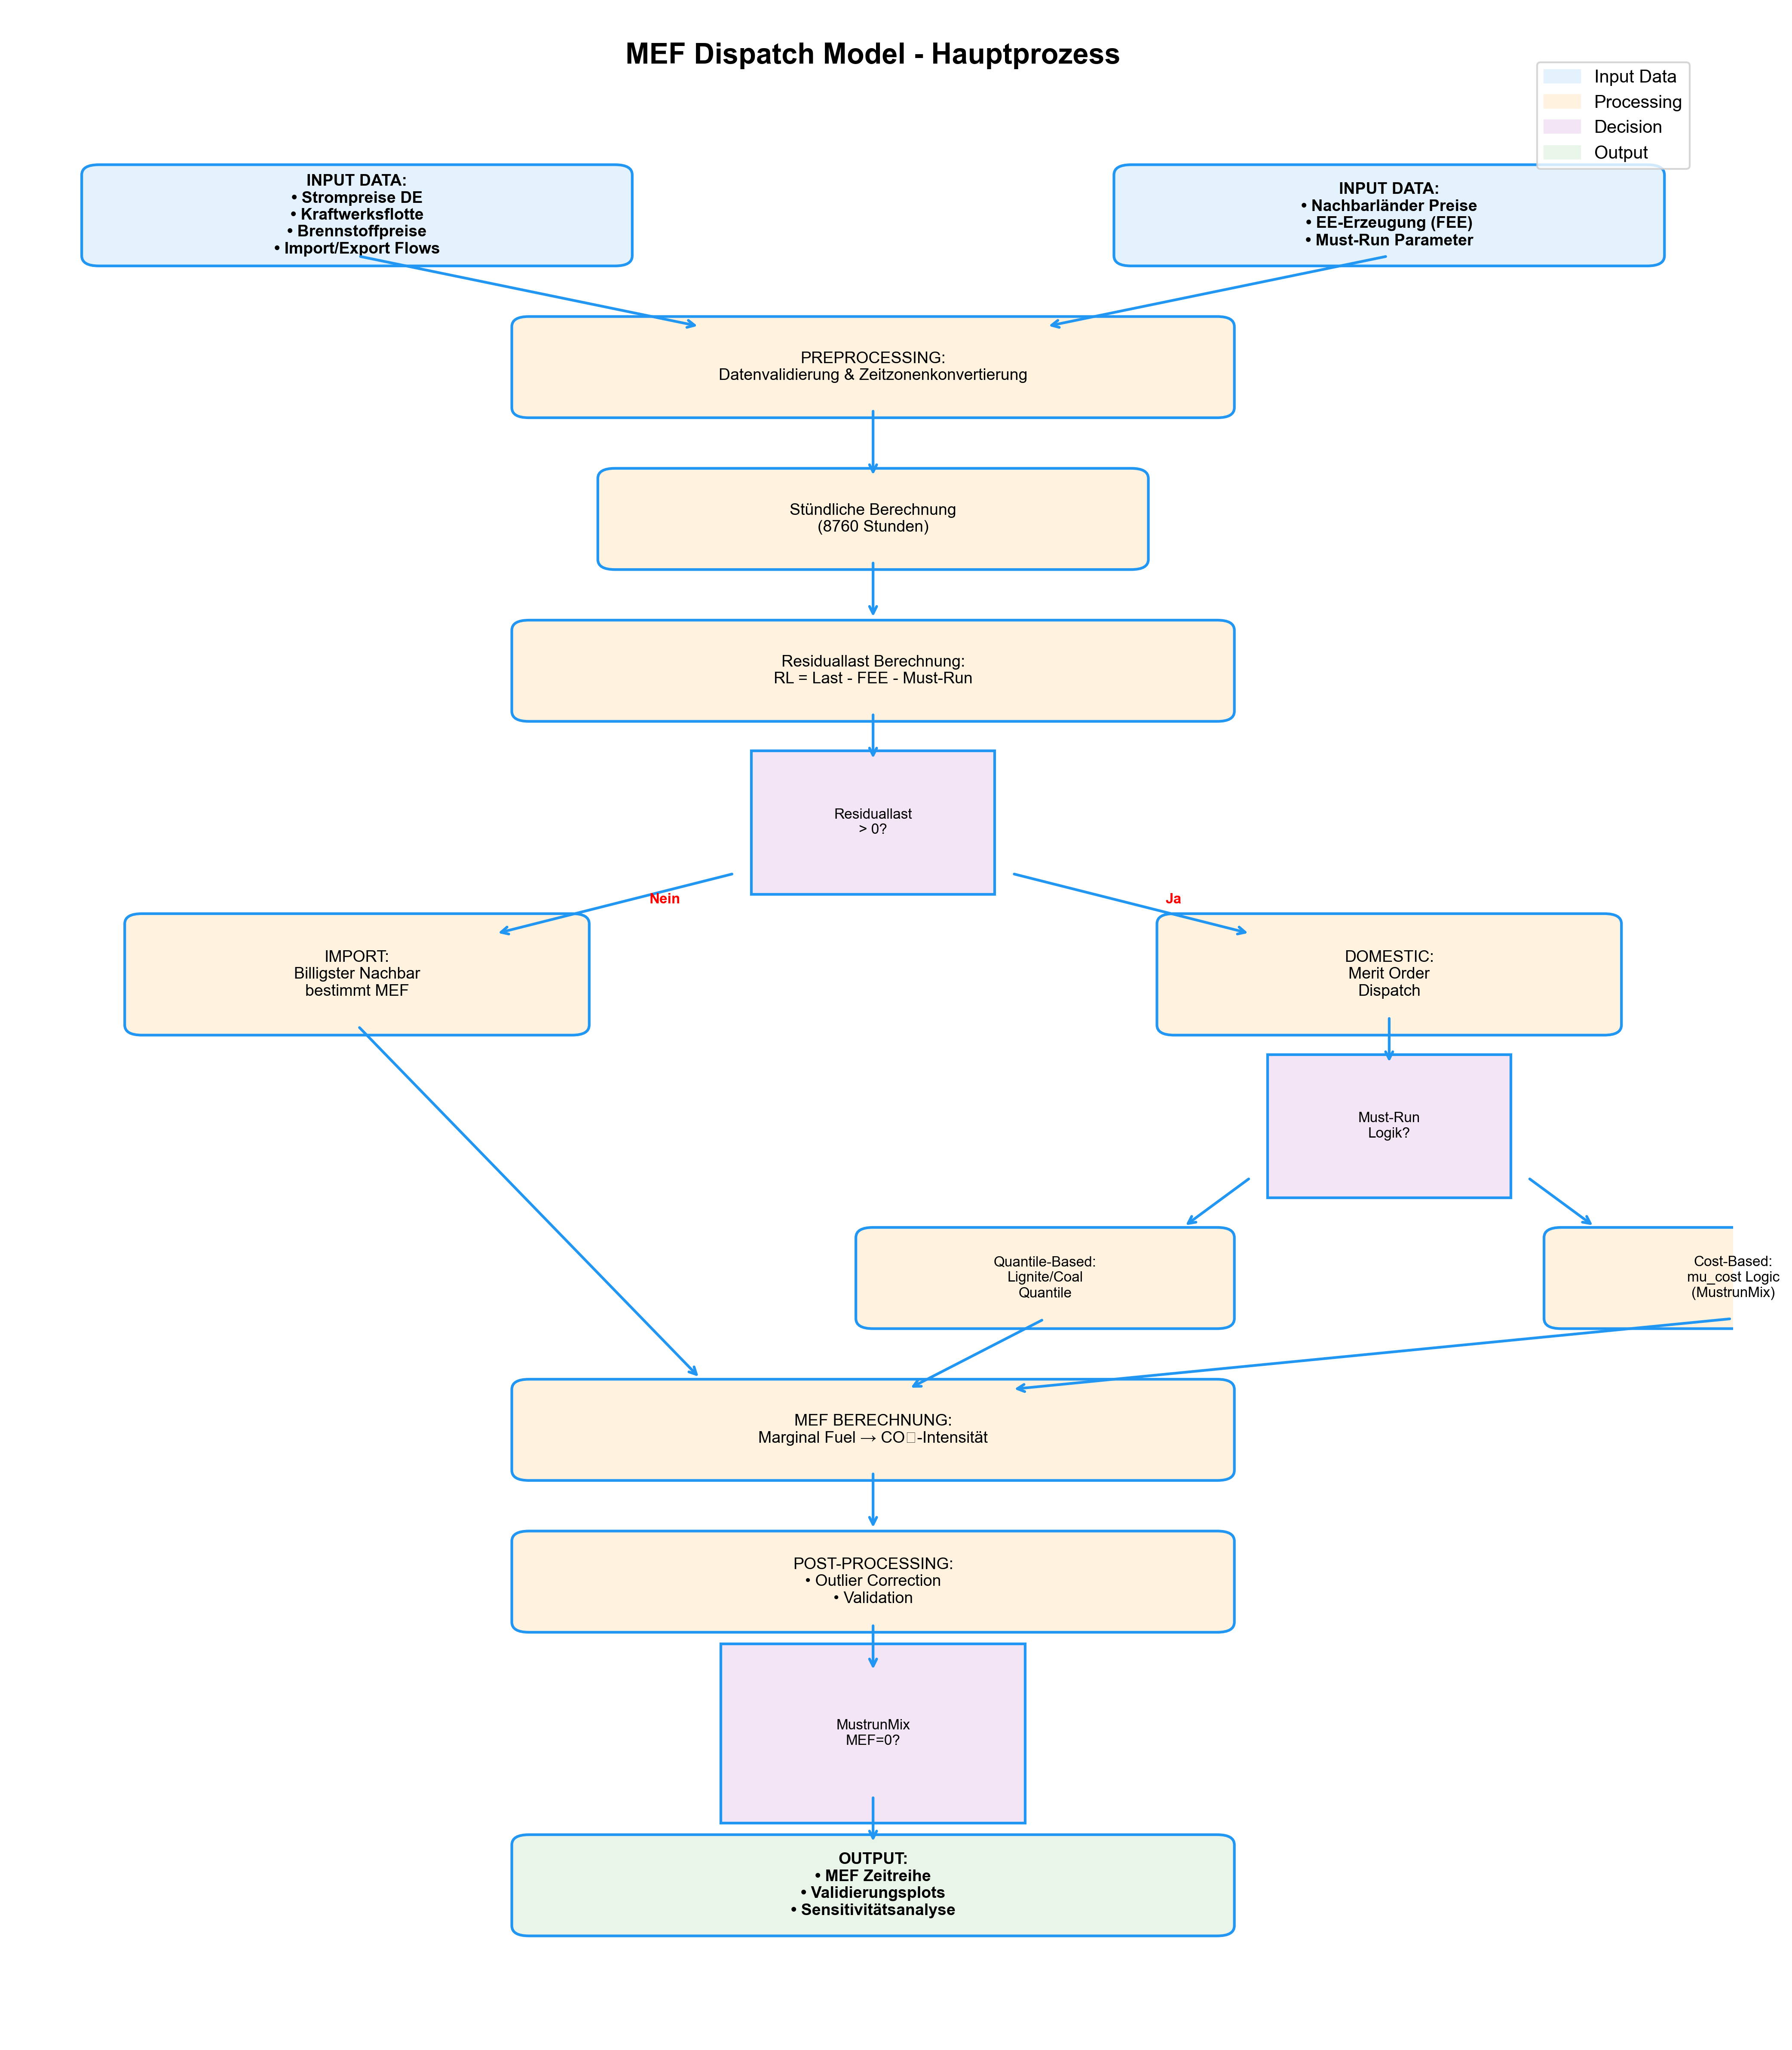 MEF Dispatch Model - Hauptprozess
Input Data
Processing
Decision
Output
INPUT DATA:
• Strompreise DE
• Kraftwerksflotte
• Brennstoffpreise
• Import/Export Flows
INPUT DATA:
• Nachbarländer Preise
• EE-Erzeugung (FEE)
• Must-Run Parameter
PREPROCESSING:
Datenvalidierung & Zeitzonenkonvertierung
Stündliche Berechnung
(8760 Stunden)
Residuallast Berechnung:
RL = Last - FEE - Must-Run
Residuallast
> 0?
Nein
Ja
IMPORT:
Billigster Nachbar
bestimmt MEF
DOMESTIC:
Merit Order
Dispatch
Must-Run
Logik?
Quantile-Based:
Lignite/Coal
Quantile
Cost-Based:
mu_cost Logic
(MustrunMix)
MEF BERECHNUNG:
Marginal Fuel → CO□-Intensität
POST-PROCESSING:
• Outlier Correction
• Validation
MustrunMix
MEF=0?
OUTPUT:
• MEF Zeitreihe
• Validierungsplots
• Sensitivitätsanalyse